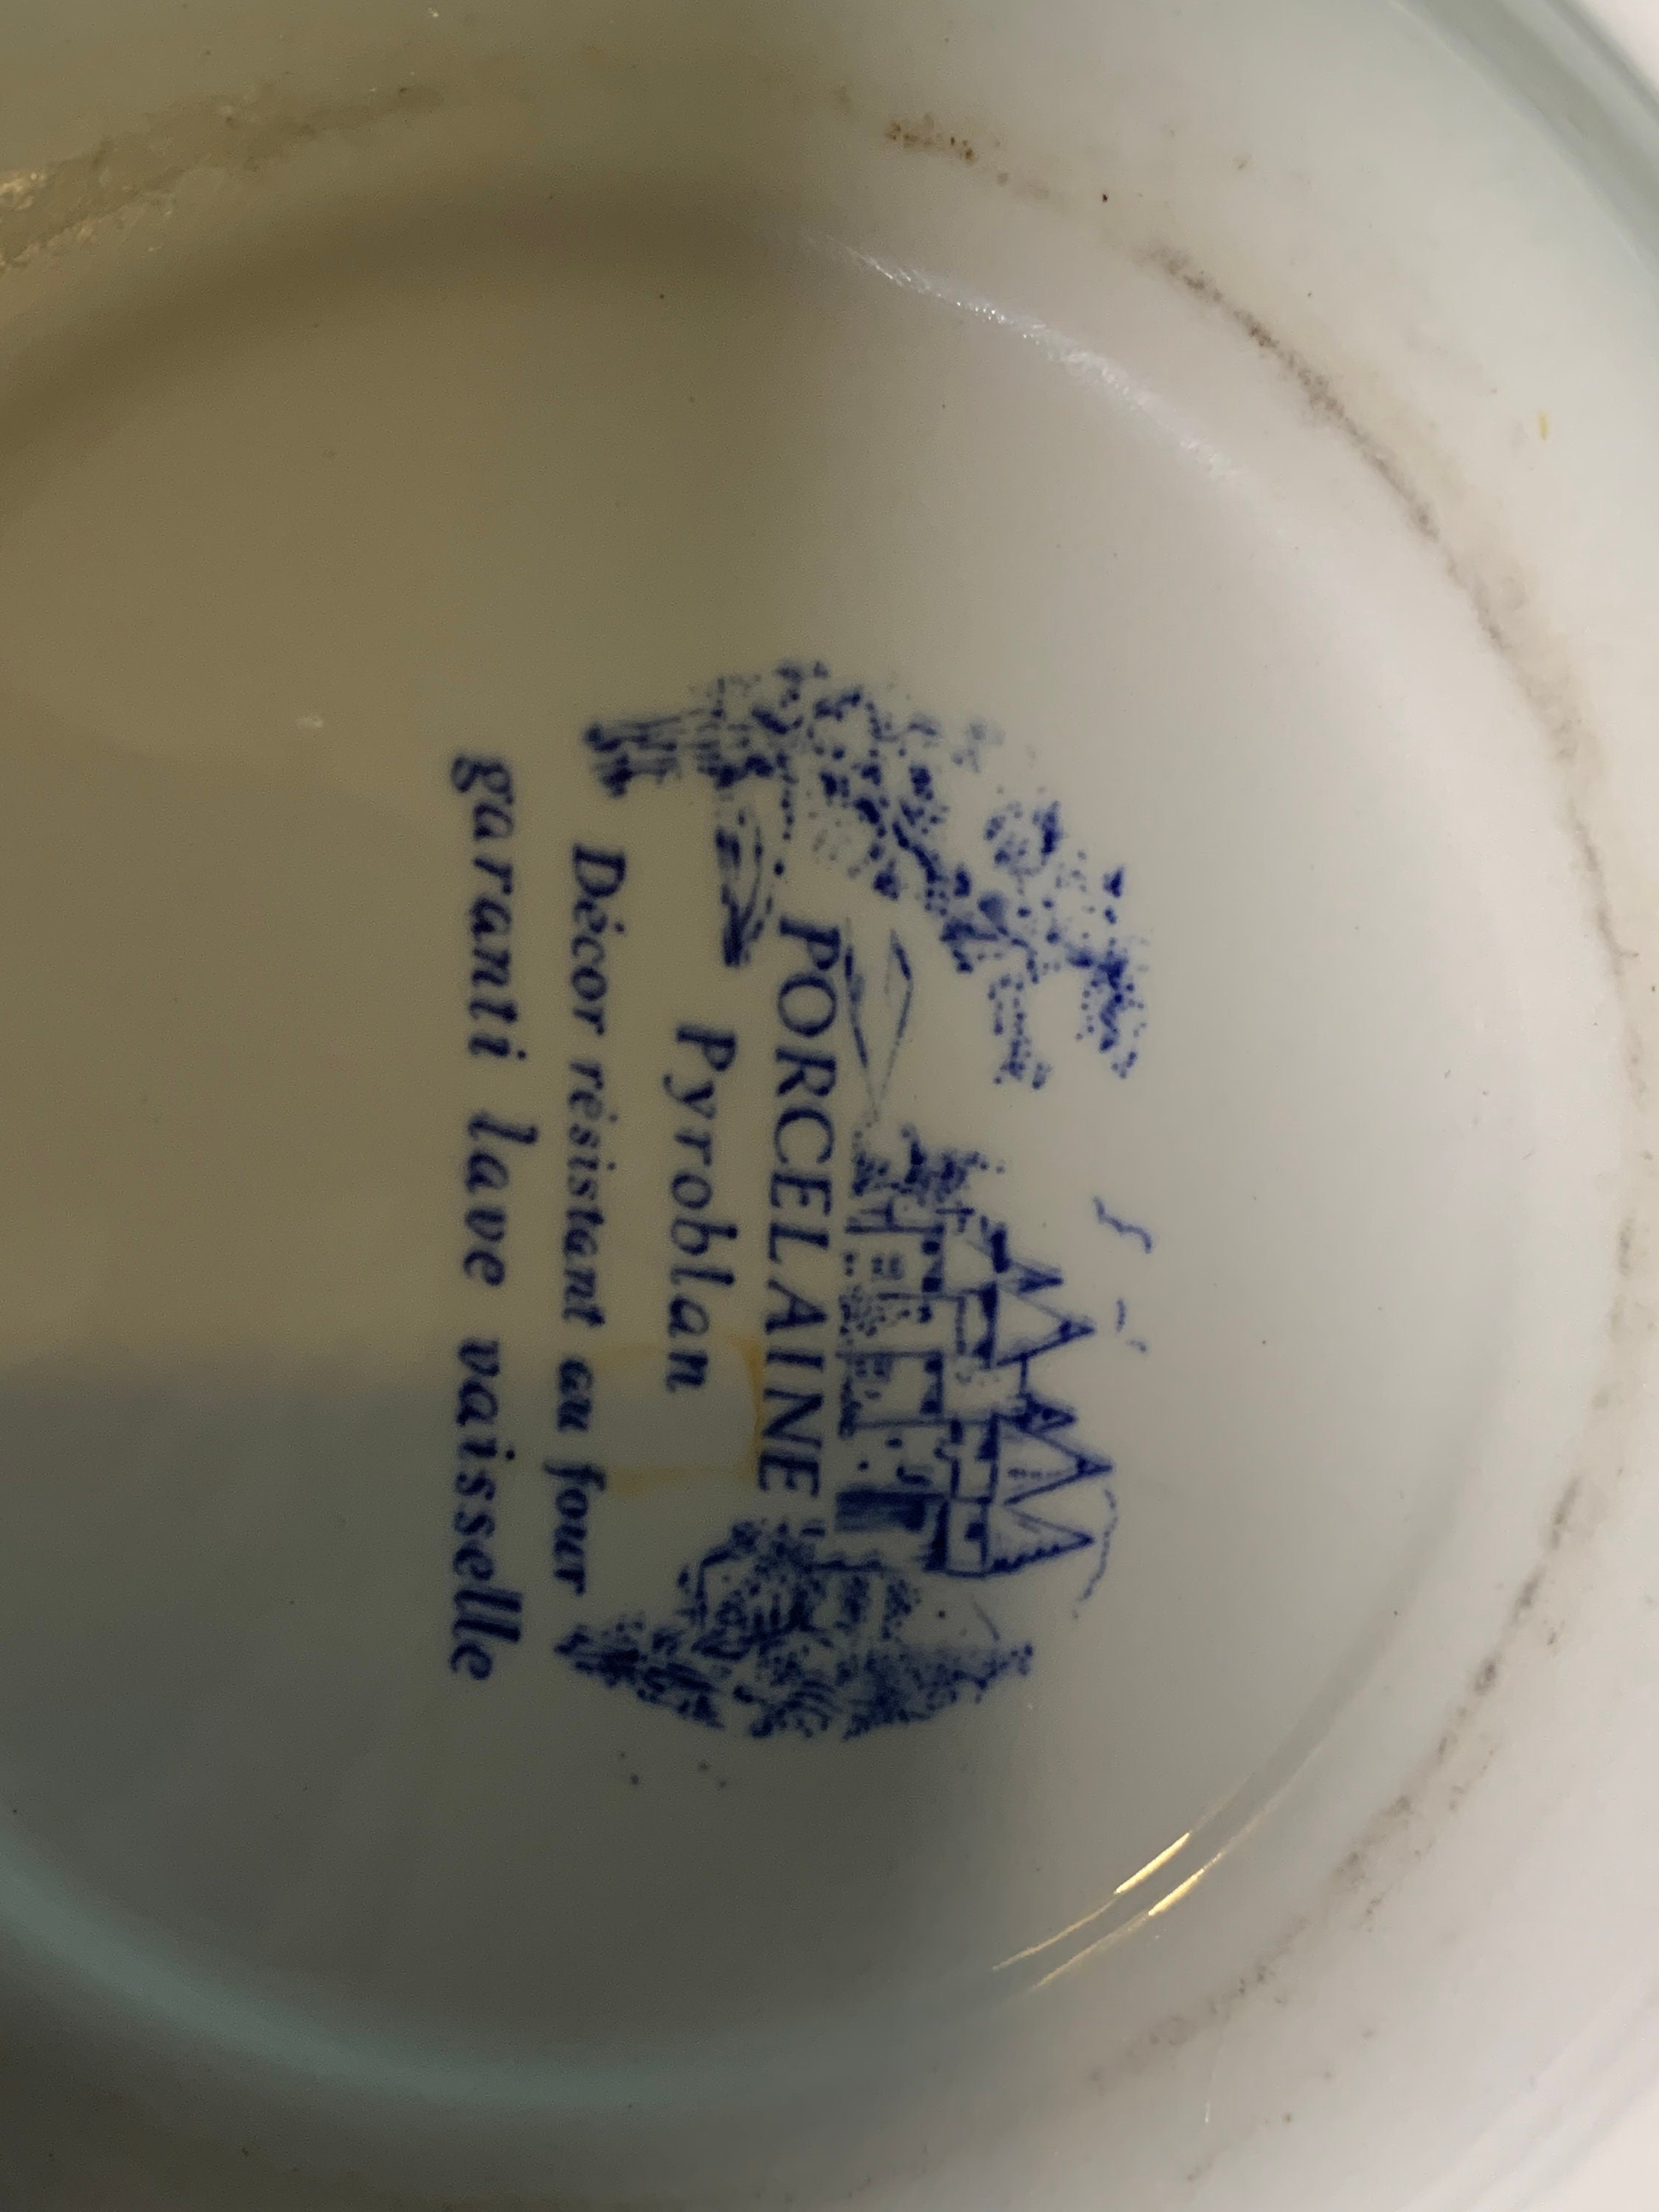 PORCELAINE
Pyroblan
Décor résistant au four
garanti lave vaisselle